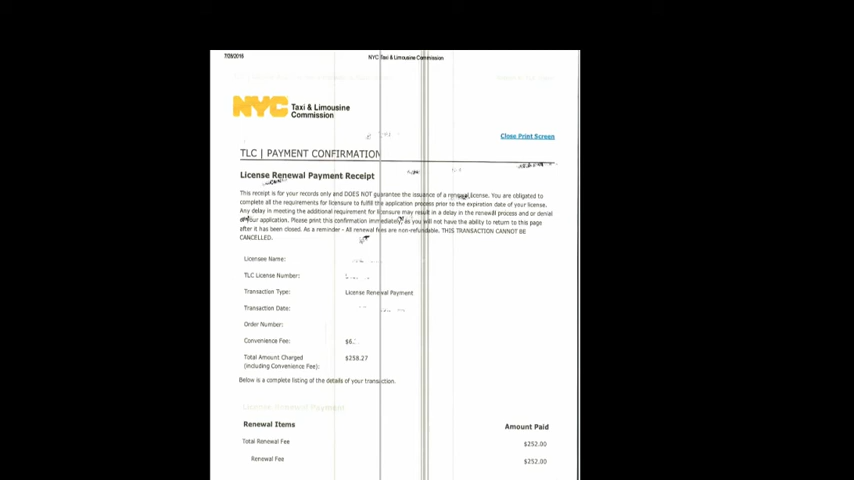 7/28/2016
NYC Taxi & Limousine Commission
NYC Taxi & Limousine
Commission
Close Print Screen
TLC | PAYMENT CONFIRMATION
License Renewal Payment Receipt
This receipt is for your records only and DOES NOT guarantee the issuance of a renewal license. You are obligated to
complete all the requirements for licensure to fulfill the application process prior to the expiration date of your license.
Any delay in meeting the additional requirement for licensure may result in a delay in the renewal process and or denial
of your application. Please print this confirmation immediately, as you will not have the ability to return to this page
after it has been closed. As a reminder - All renewal fees are non-refundable. THIS TRANSACTION CANNOT BE
CANCELLED.
Licensee Name:
TLC License Number:
Transaction Type: License Renewal Payment
Transaction Date:
Order Number:
Convenience Fee: $6.
Total Amount Charged $258.27
(including Convenience Fee):
Below is a complete listing of the details of your transaction.
License Renewal Payment
Renewal Items Amount Paid
Total Renewal Fee $252.00
Renewal Fee $252.00